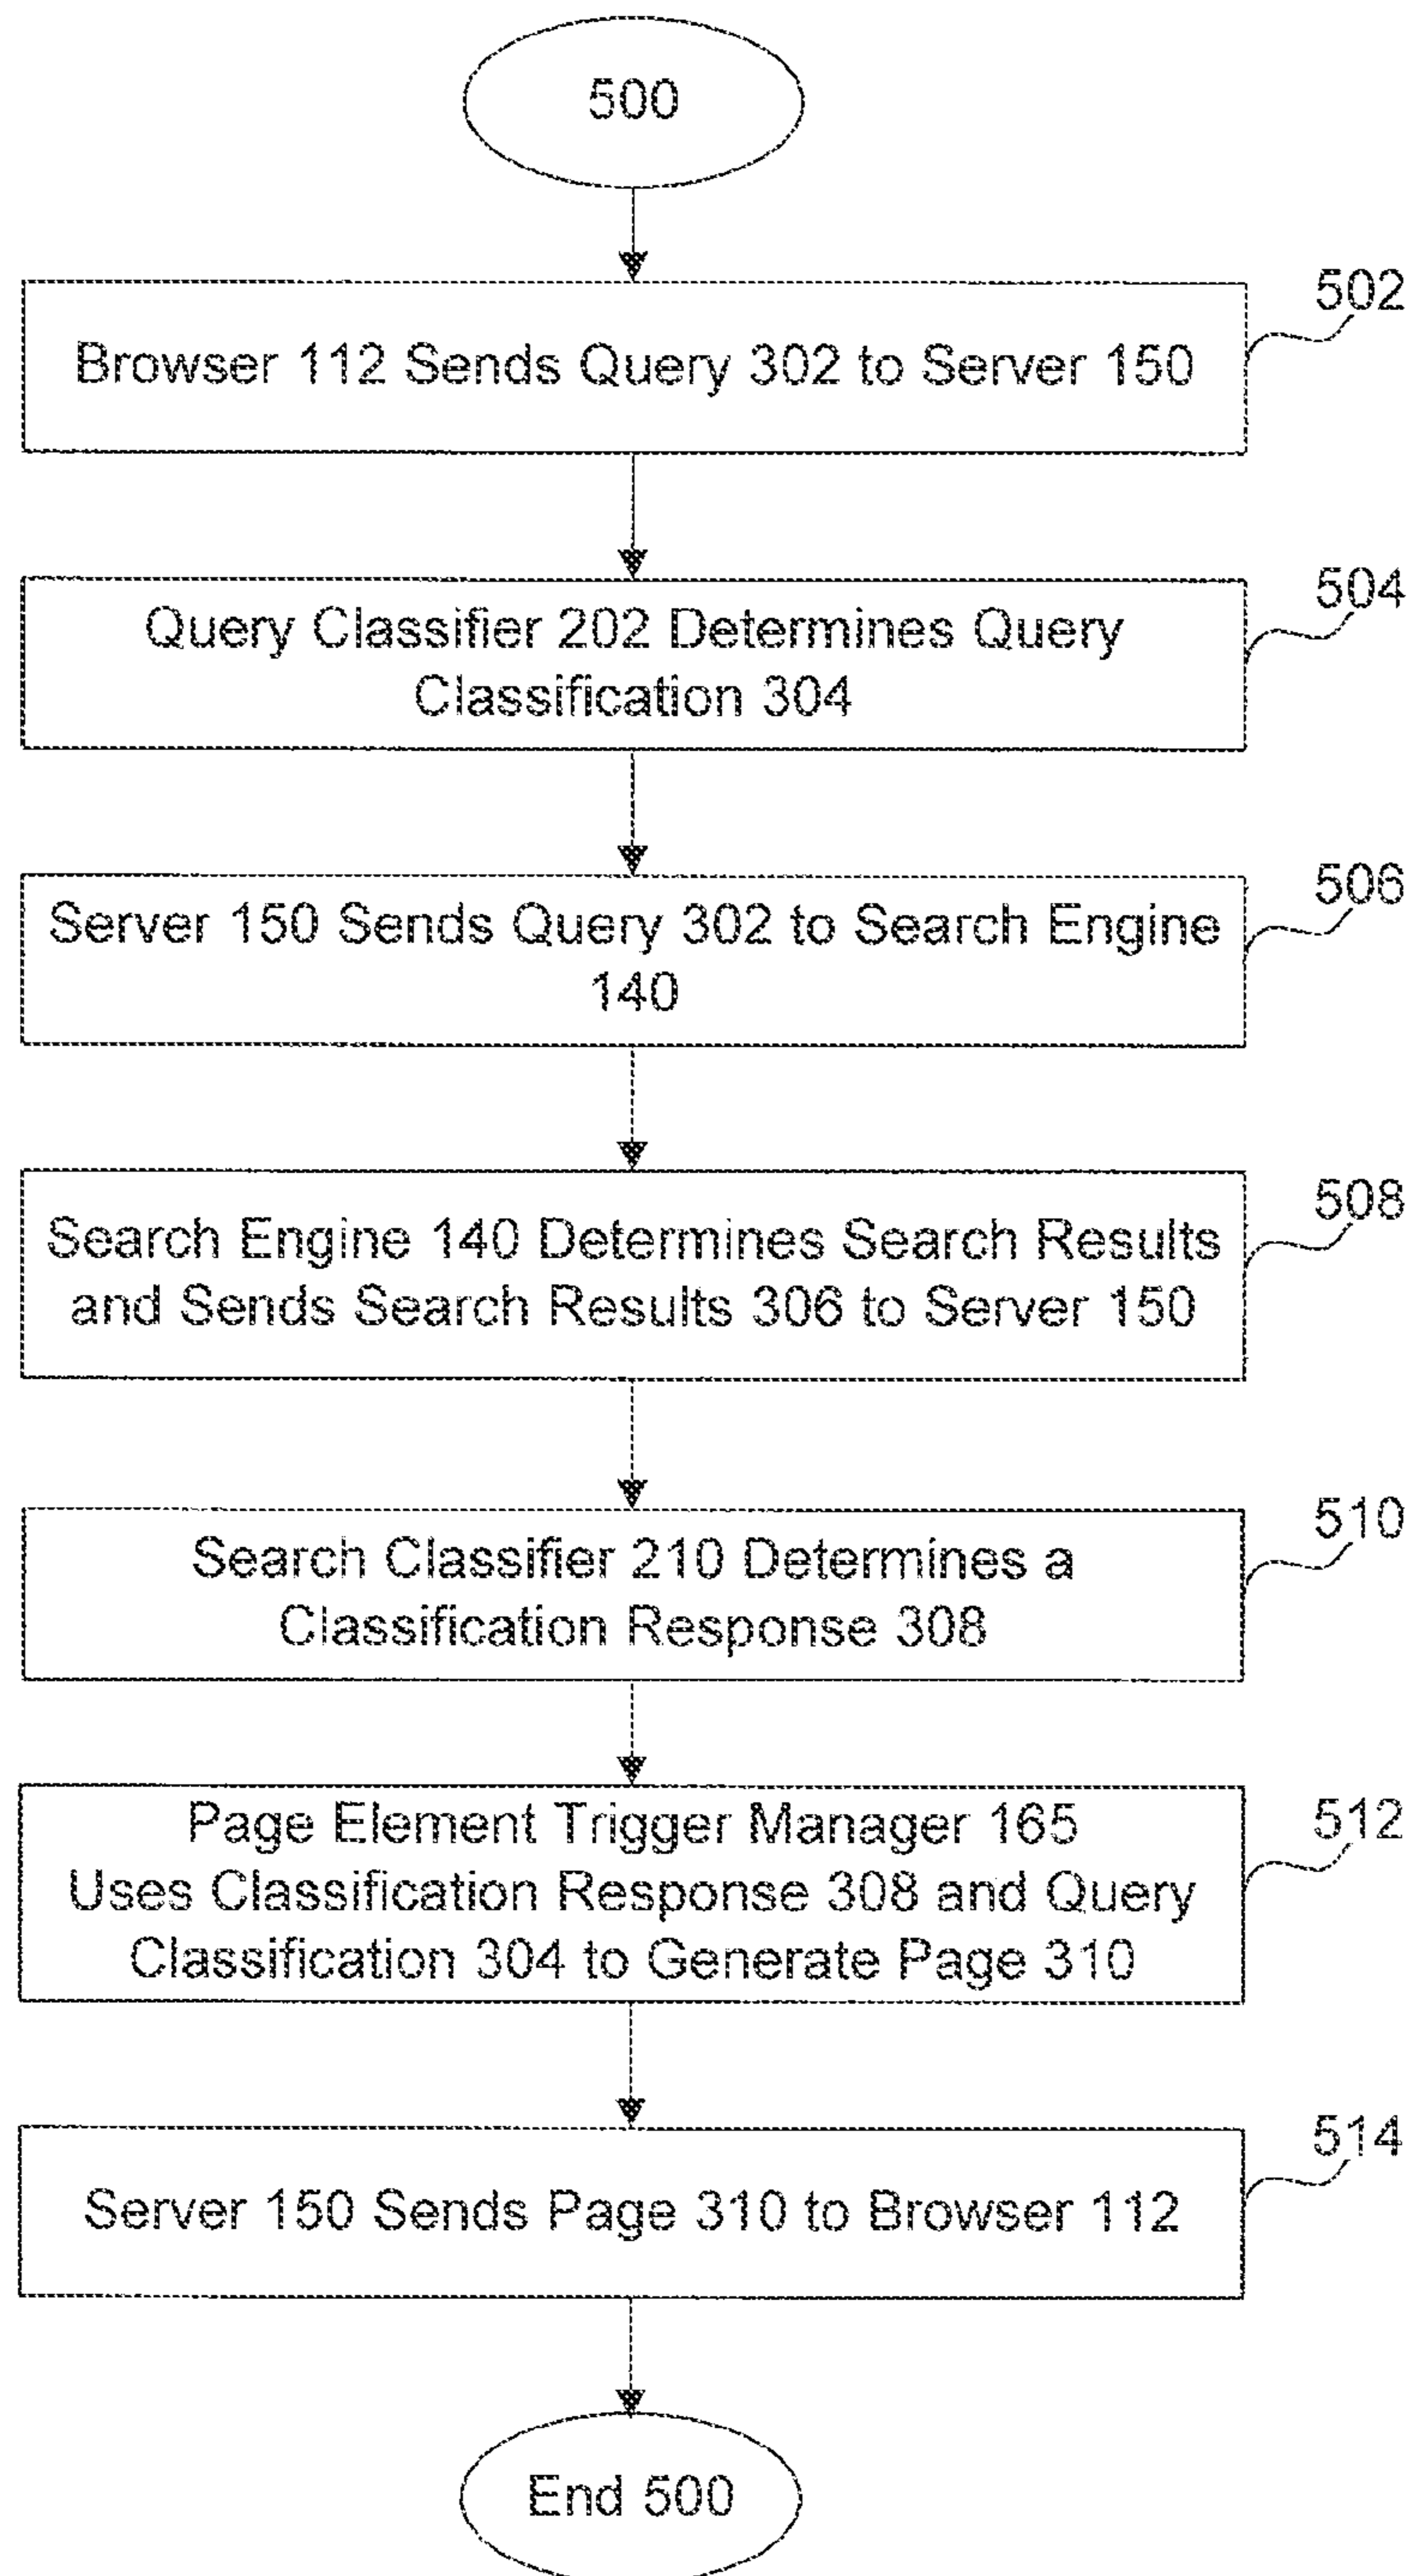 500
502
Browser 112 Sends Query 302 to Server 150
504
Query Classifier 202 Determines Query
Classification 304
506
Server 150 Sends Query 302 to Search Engine
140
508
Search Engine 140 Determines Search Results
and Sends Search Results 306 to Server 150
510
Search Classifier 210 Determines a
Classification Response 308
512
Page Element Trigger Manager 165
Uses Classification Response 308 and Query
Classification 304 to Generate Page 310
514
Server 150 Sends Page 310 to Browser 112
End 500